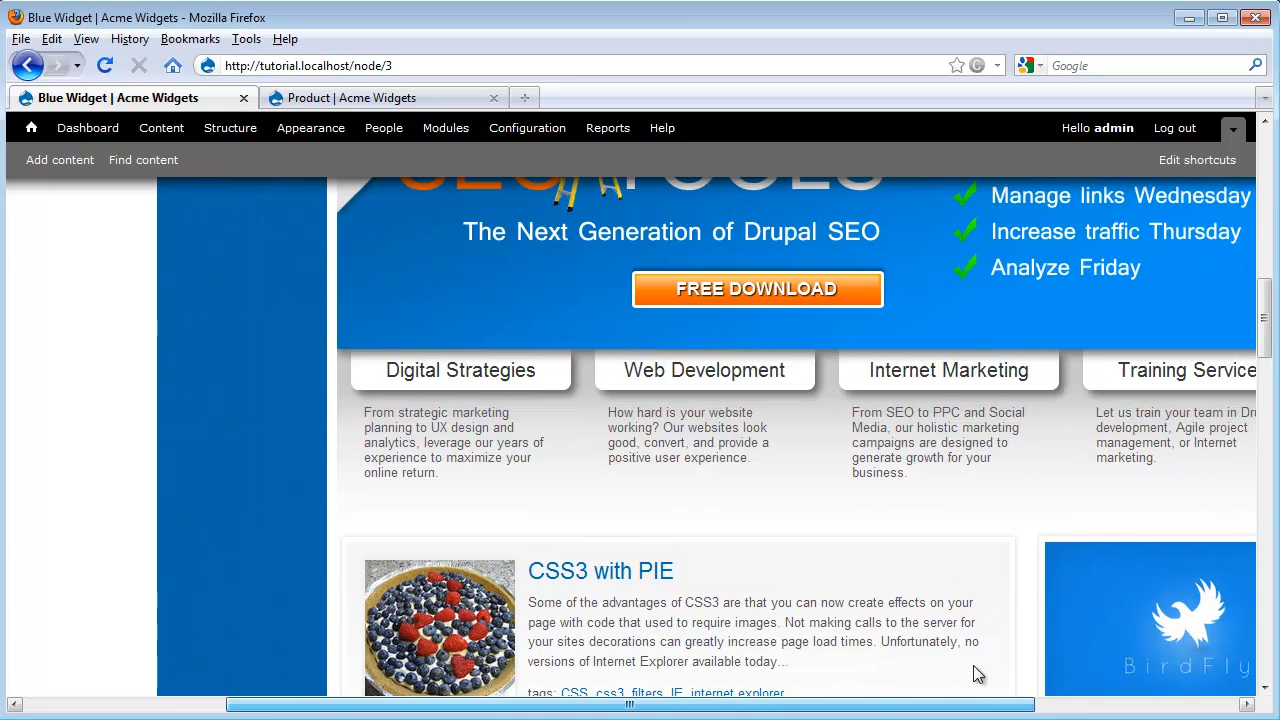 Blue Widget | Acme Widgets - Mozilla Firefox
File Edit View History Bookmarks Tools Help
http://tutorial.localhost/node/3
Google
Blue Widget | Acme Widgets
Product | Acme Widgets
Dashboard Content Structure Appearance People Modules Configuration Reports Help
Hello admin Log out
Add content Find content
Edit shortcuts
SEO TOOLS
Manage links Wednesday
The Next Generation of Drupal SEO
Increase traffic Thursday
Analyze Friday
FREE DOWNLOAD
Digital Strategies
From strategic marketing
planning to UX design and
analytics, leverage our years of
experience to maximize your
online return.
Web Development
How hard is your website
working? Our websites look
good, convert, and provide a
positive user experience.
Internet Marketing
From SEO to PPC and Social
Media, our holistic marketing
campaigns are designed to
generate growth for your
business.
Training Service
Let us train your team in Dru
development, Agile project
management, or Internet
marketing.
CSS3 with PIE
Some of the advantages of CSS3 are that you can now create effects on your
page with code that used to require images. Not making calls to the server for
your sites decorations can greatly increase page load times. Unfortunately, no
versions of Internet Explorer available today...
tags: CSS, css3, filters, IE, internet explorer
BirdFly